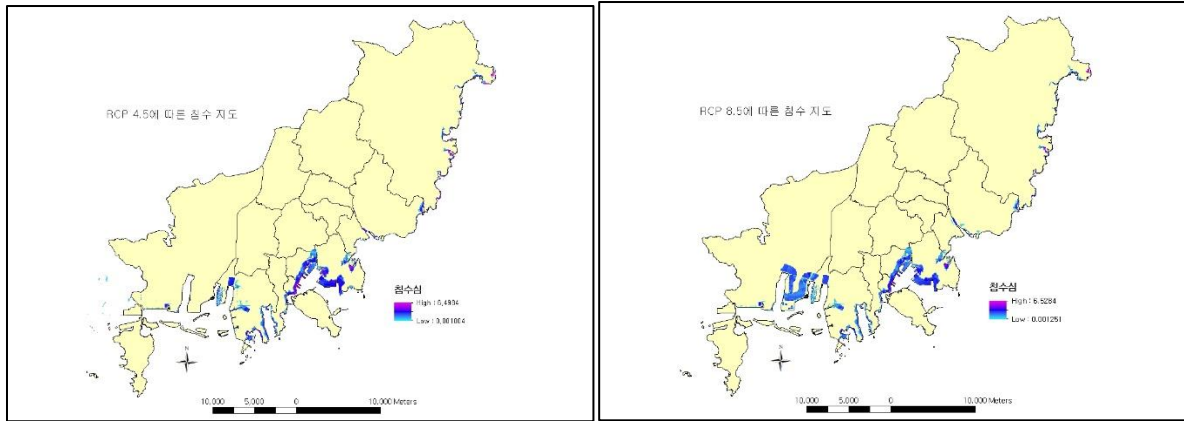 RCP 4.5에 따른 침수 지도
침수심
High : 6,4904
Low : 0,001004
N
10,000 5,000 0 10,000 Meters
RCP 8.5에 따른 침수 지도
침수심
High : 6.5284
Low : 0.001251
N
10,000 5,000 0 10,000 Meters